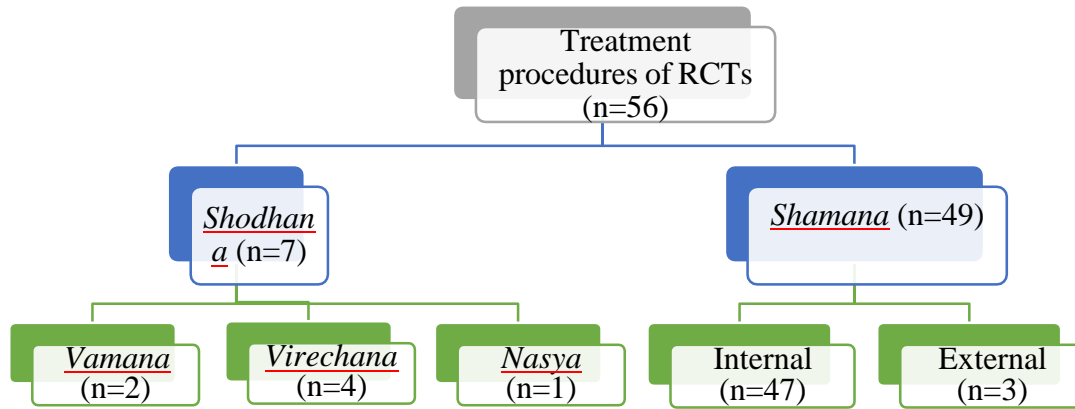 Treatment
procedures of RCTs
(n=56)
Shodhan
a (n=7)
Shamana (n=49)
Vamana
(n=2)
Virechana
(n=4)
Nasya
(n=1)
Internal
(n=47)
External
(n=3)